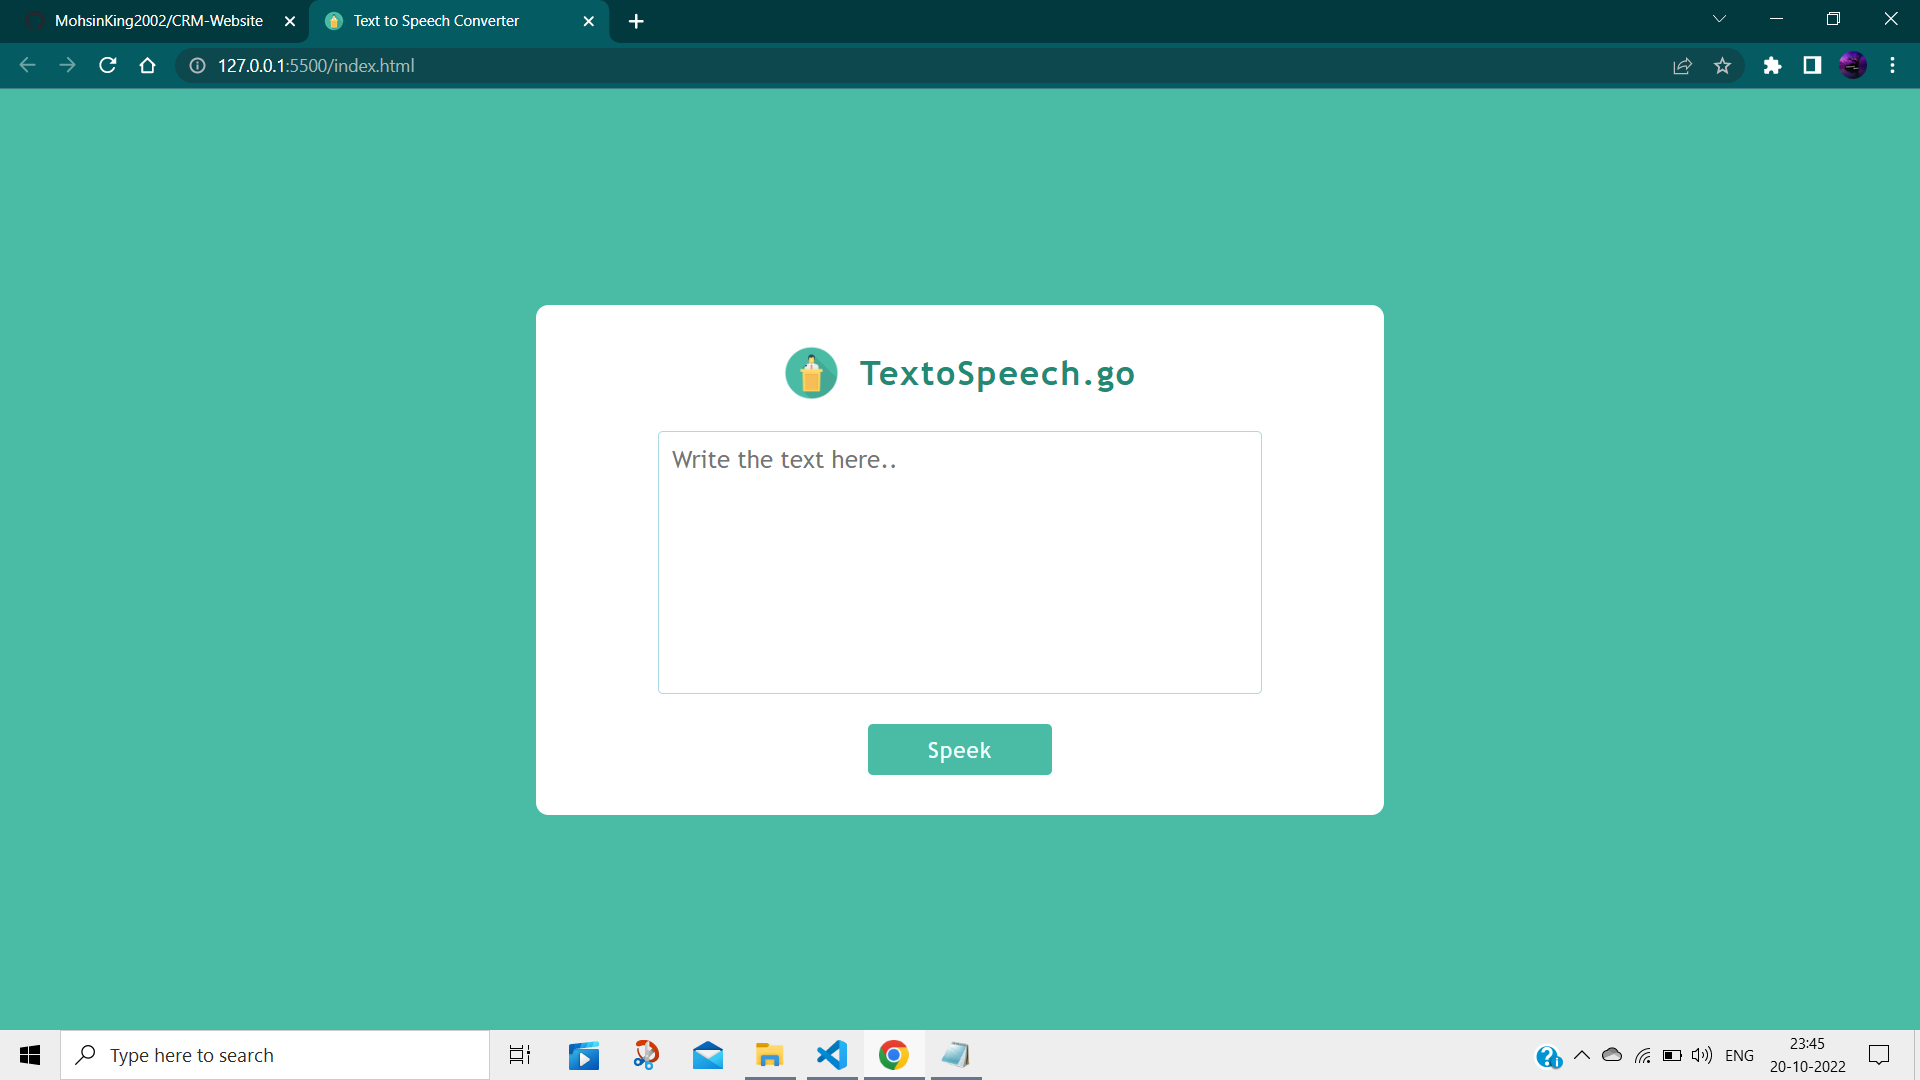 MohsinKing2002/CRM-Website
Text to Speech Converter
127.0.0.1:5500/index.html
TextoSpeech.go
Write the text here..
Speek
Type here to search
ENG
23:45
20-10-2022